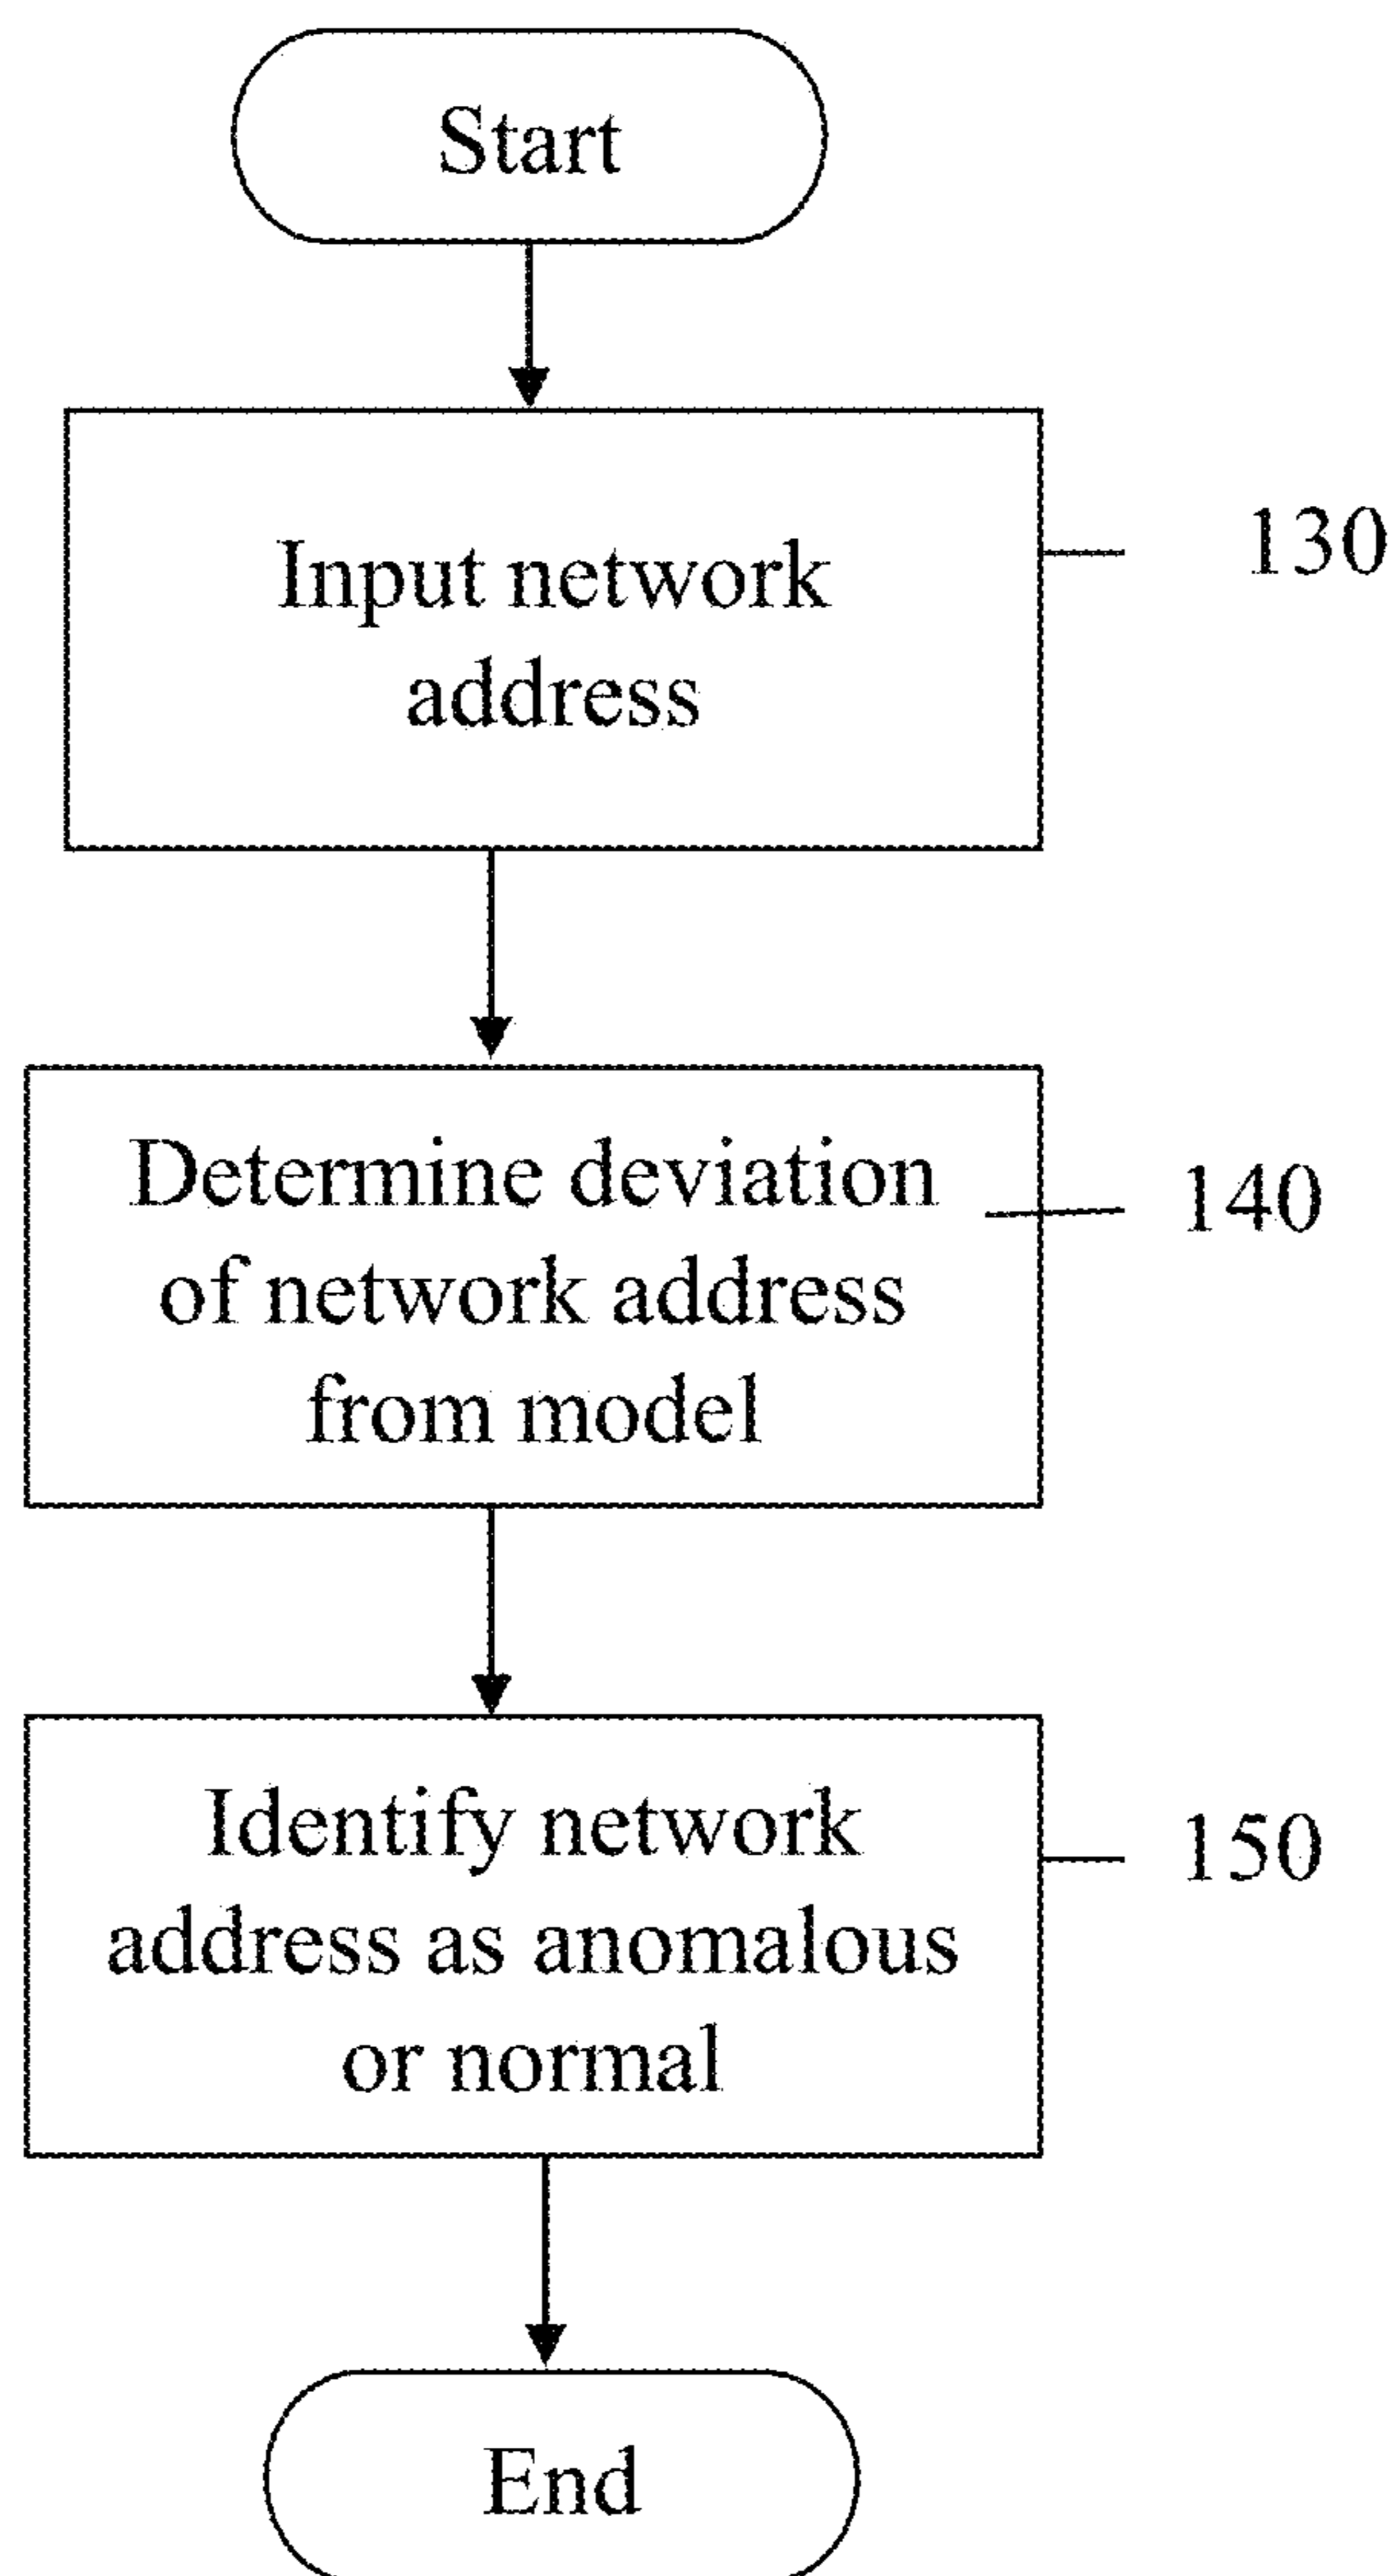 Start
Input network
address
130
Determine deviation
of network address
from model
140
Identify network
address as anomalous
or normal
150
End